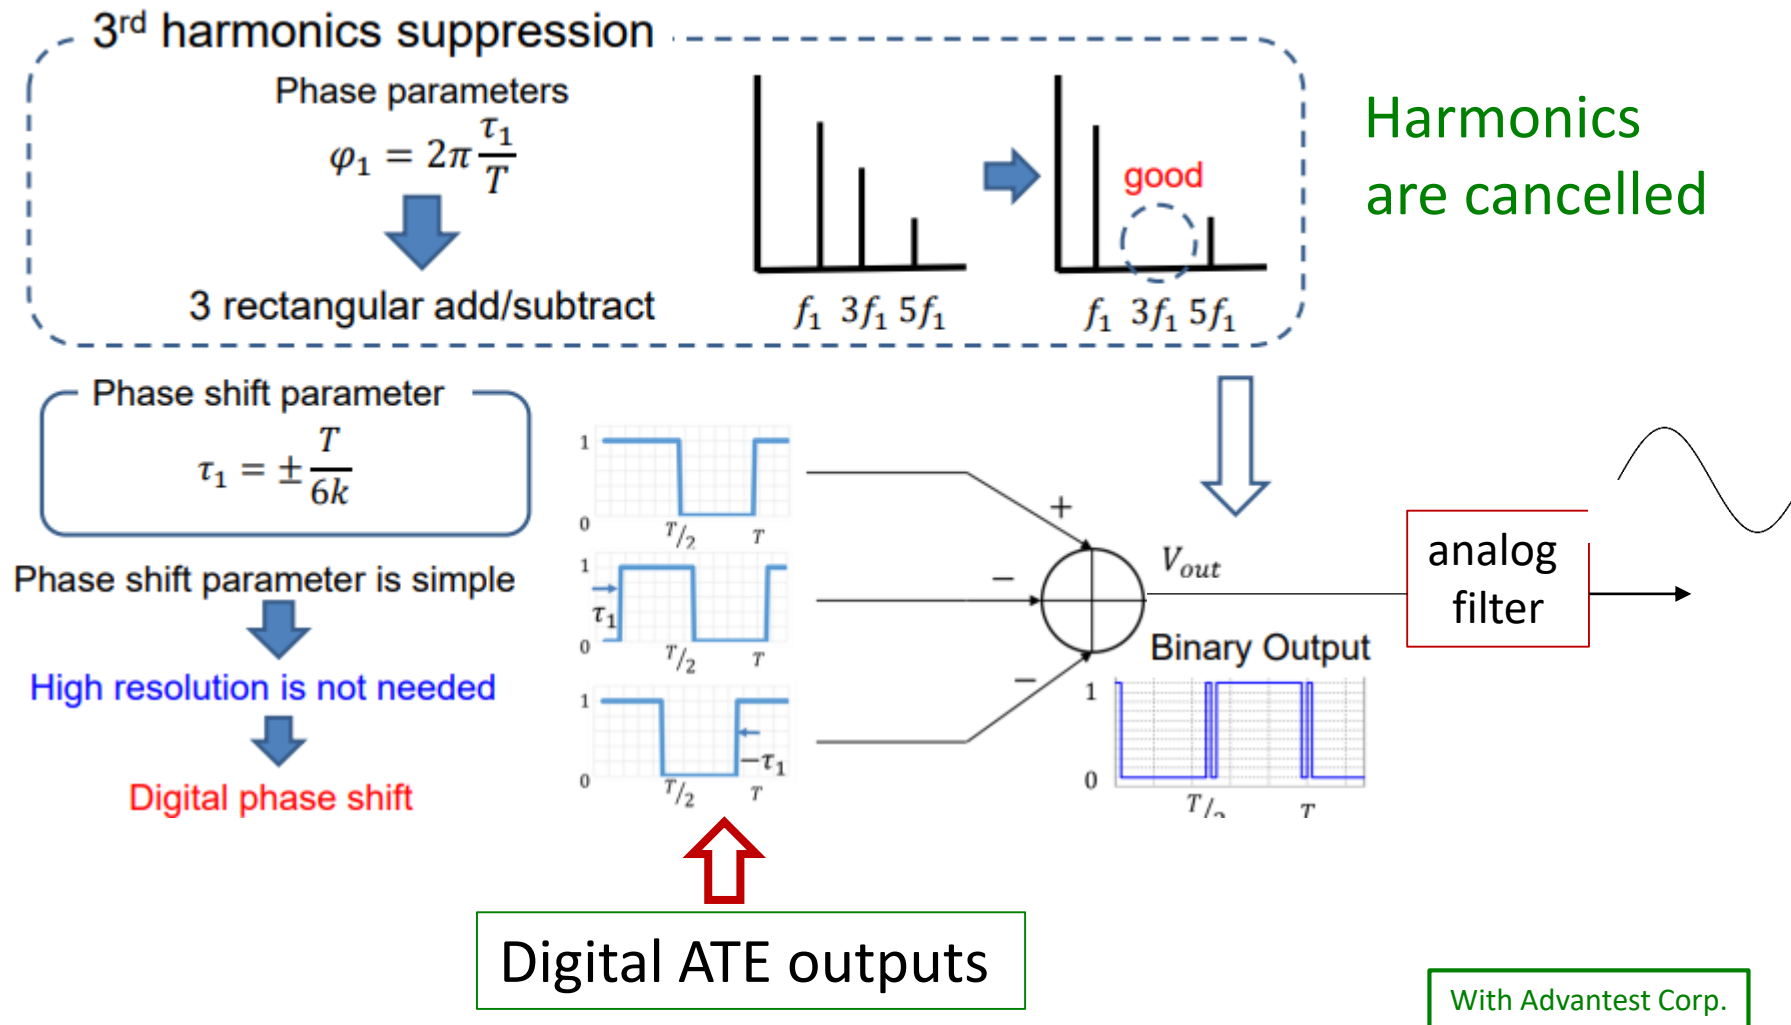 3rd harmonics suppression
Phase parameters
φ₁ = 2π τ₁/T
3 rectangular add/subtract
f₁ 3f₁ 5f₁
good
f₁ 3f₁ 5f₁
Harmonics
are cancelled
Phase shift parameter
τ₁ = ± T/6k
Phase shift parameter is simple
High resolution is not needed
Digital phase shift
1
0
T/2
T
1
τ₁
0
T/2
T
1
−τ₁
0
T/2
T
+
−
−
Vout
Binary Output
1
0
T/2
T
analog
filter
Digital ATE outputs
With Advantest Corp.